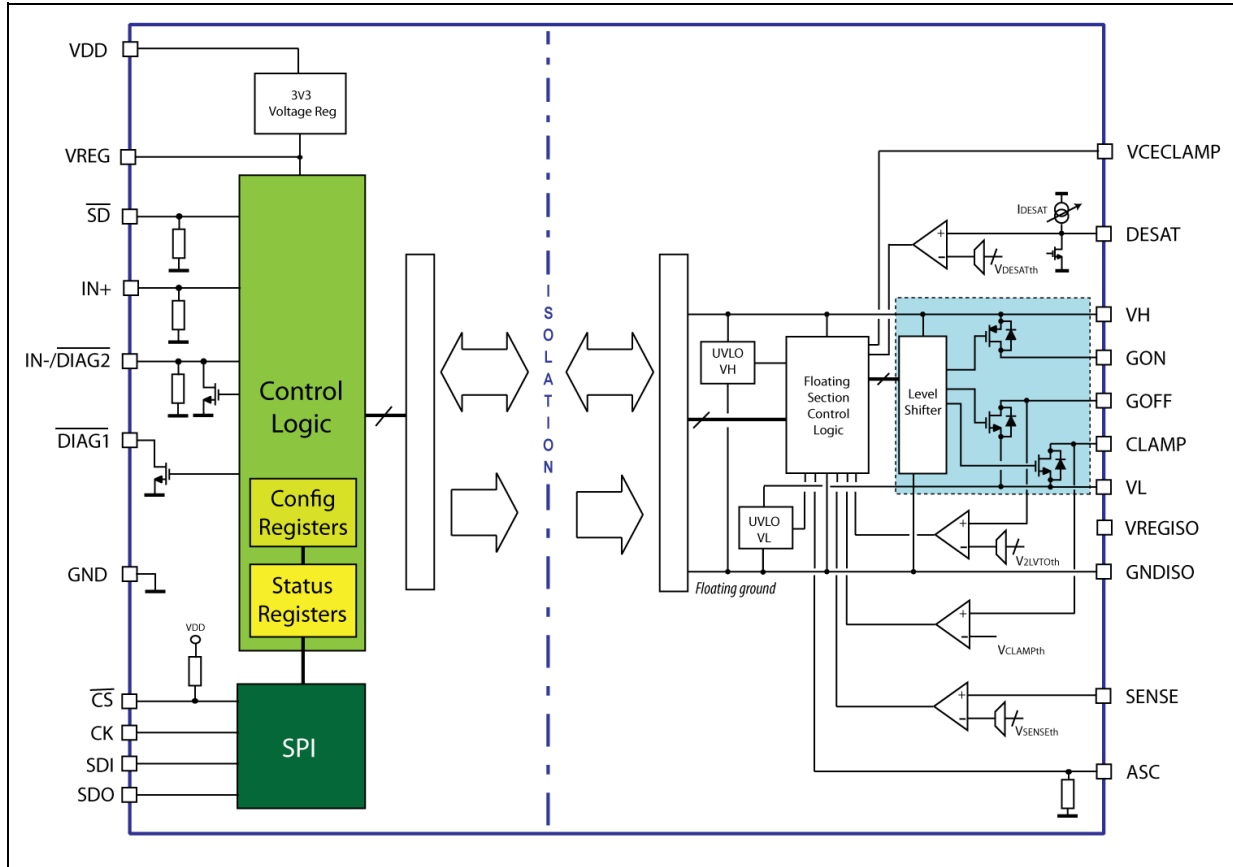 VDD
3V3
Voltage Reg
VREG
SD
IN+
IN-/DIAG2
DIAG1
GND
VDD
CS
CK
SDI
SDO
Control
Logic
Config
Registers
Status
Registers
SPI
ISOLATION
VCECLAMP
IDESAT
DESAT
VDESATth
VH
GON
GOFF
CLAMP
VL
VREGISO
GNDISO
SENSE
ASC
UVLO
VH
Floating
Section
Control
Logic
Level
Shifter
UVLO
VL
V2LVTOth
Floating ground
VCLAMPth
VSENSEth